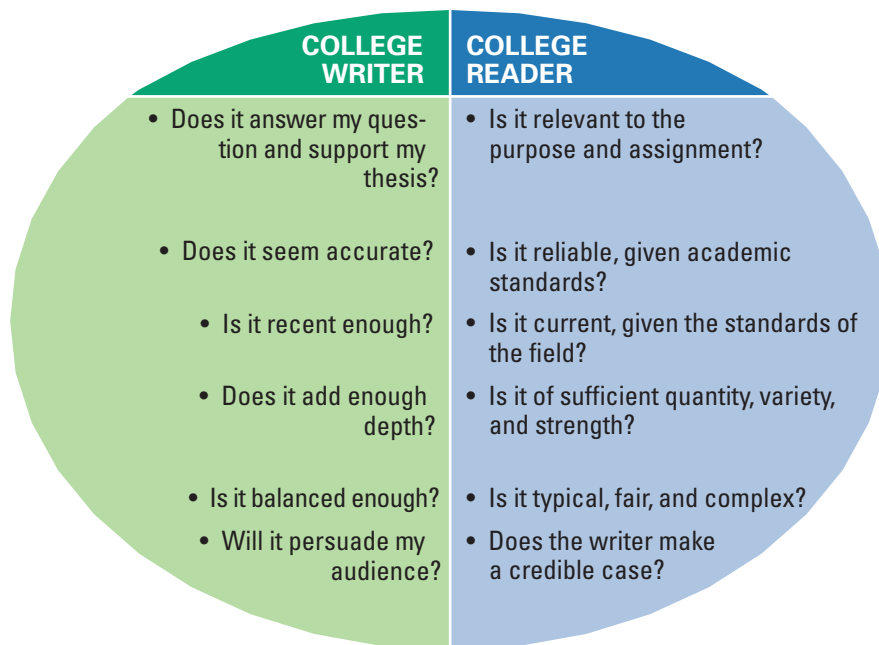 COLLEGE
WRITER
• Does it answer my ques-
tion and support my
thesis?
• Does it seem accurate?
• Is it recent enough?
• Does it add enough
depth?
• Is it balanced enough?
• Will it persuade my
audience?
COLLEGE
READER
• Is it relevant to the
purpose and assignment?
• Is it reliable, given academic
standards?
• Is it current, given the standards of
the field?
• Is it of sufficient quantity, variety,
and strength?
• Is it typical, fair, and complex?
• Does the writer make
a credible case?